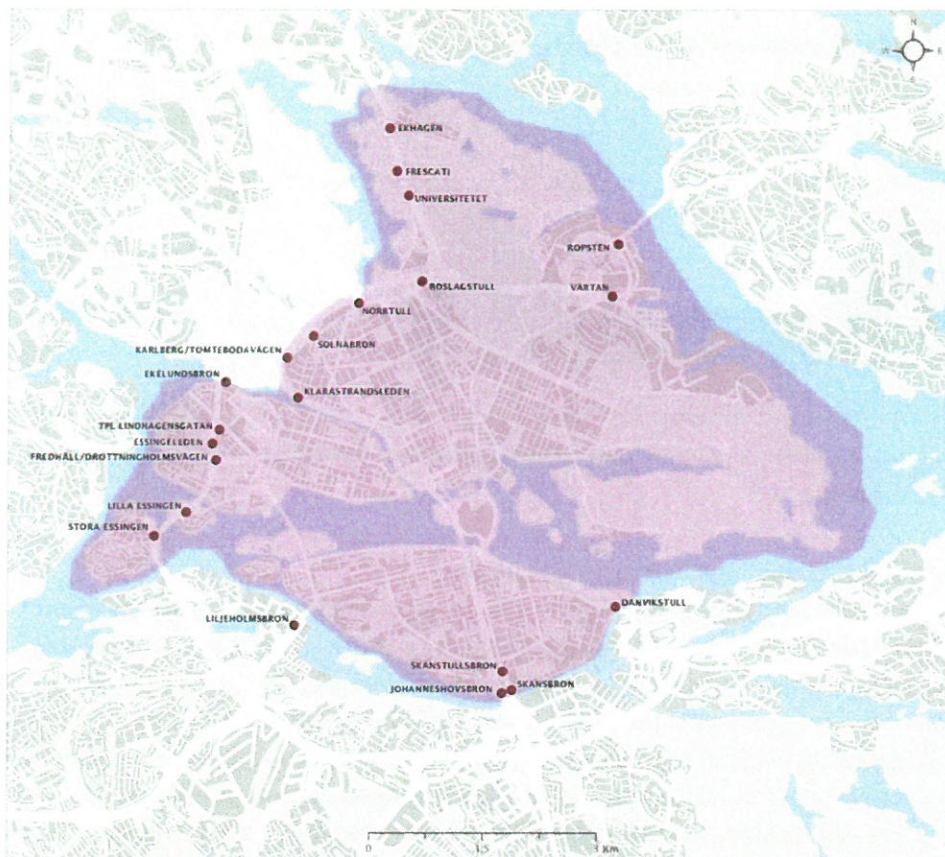 N
W
E
S
EKHAGEN
FRESCATI
UNIVERSITETET
ROPSTEN
ROSLAGSTULL
VÄRTAN
NORRTULL
SOLNABRON
KARLBERG/TOMTEBODAVÄGEN
EKELUNDSBRON
KLARASTRANDSLEDEN
TPL LINDHAGENSGATAN
ESSINGELEDEN
FREDHÄLL/DROTTNINGHOLMSVÄGEN
LILLA ESSINGEN
STORA ESSINGEN
DANVIKSTULL
LILJEHOLMSBRON
SKANSTULLSBRON
SKANSBRON
JOHANNESHOVSBRON
0 1,5 3 Km